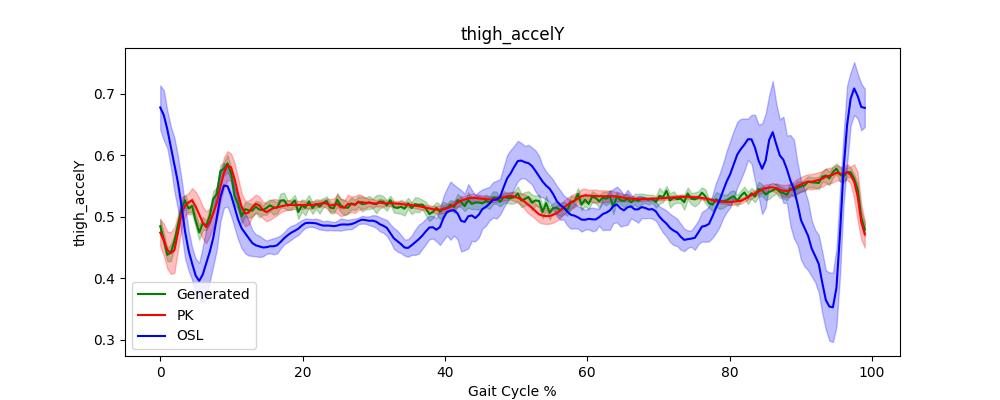 thigh_accelY
thigh_accelY
0.7
0.6
0.5
0.4
0.3
Generated
PK
OSL
0 20 40 60 80 100
Gait Cycle %